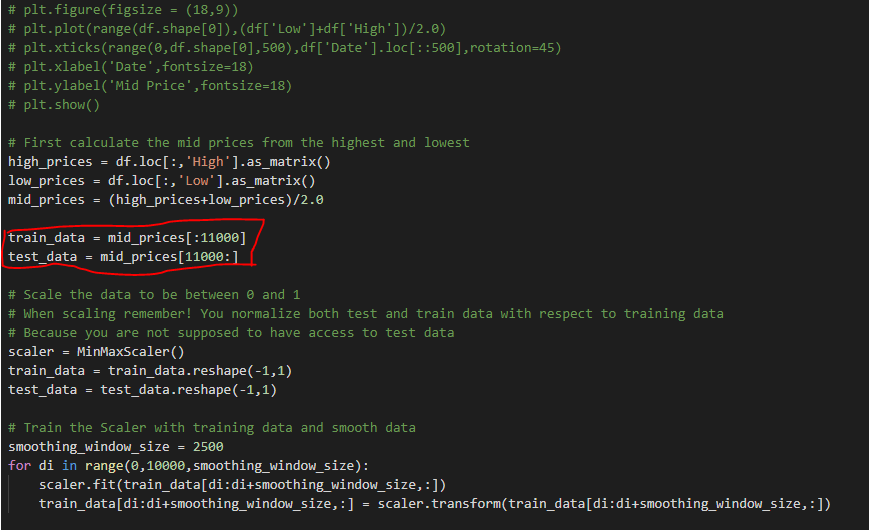 # plt.figure(figsize = (18,9))
# plt.plot(range(df.shape[0]),(df['Low']+df['High'])/2.0)
# plt.xticks(range(0,df.shape[0],500),df['Date'].loc[::500],rotation=45)
# plt.xlabel('Date',fontsize=18)
# plt.ylabel('Mid Price',fontsize=18)
# plt.show()

# First calculate the mid prices from the highest and lowest
high_prices = df.loc[:,'High'].as_matrix()
low_prices = df.loc[:,'Low'].as_matrix()
mid_prices = (high_prices+low_prices)/2.0

train_data = mid_prices[:11000]
test_data = mid_prices[11000:]

# Scale the data to be between 0 and 1
# When scaling remember! You normalize both test and train data with respect to training data
# Because you are not supposed to have access to test data
scaler = MinMaxScaler()
train_data = train_data.reshape(-1,1)
test_data = test_data.reshape(-1,1)

# Train the Scaler with training data and smooth data
smoothing_window_size = 2500
for di in range(0,10000,smoothing_window_size):
    scaler.fit(train_data[di:di+smoothing_window_size,:])
    train_data[di:di+smoothing_window_size,:] = scaler.transform(train_data[di:di+smoothing_window_size,:])